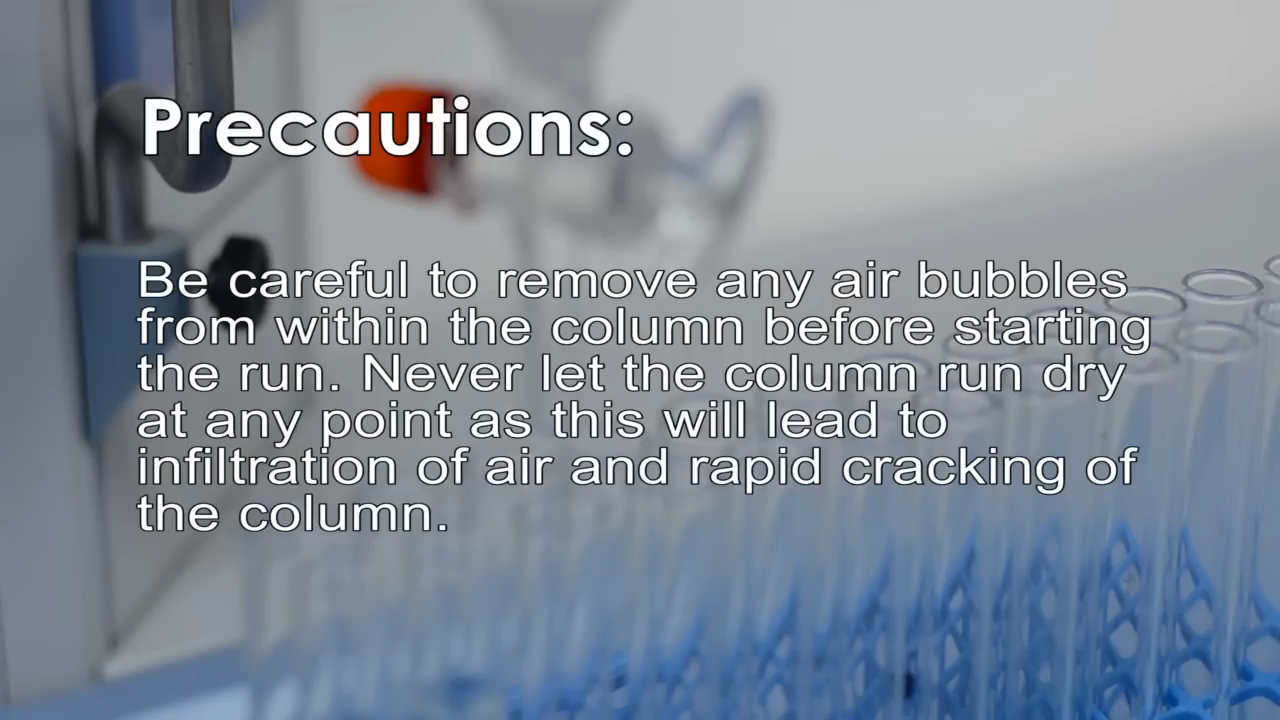 Precautions:
Be careful to remove any air bubbles
from within the column before starting
the run. Never let the column run dry
at any point as this will lead to
infiltration of air and rapid cracking of
the column.